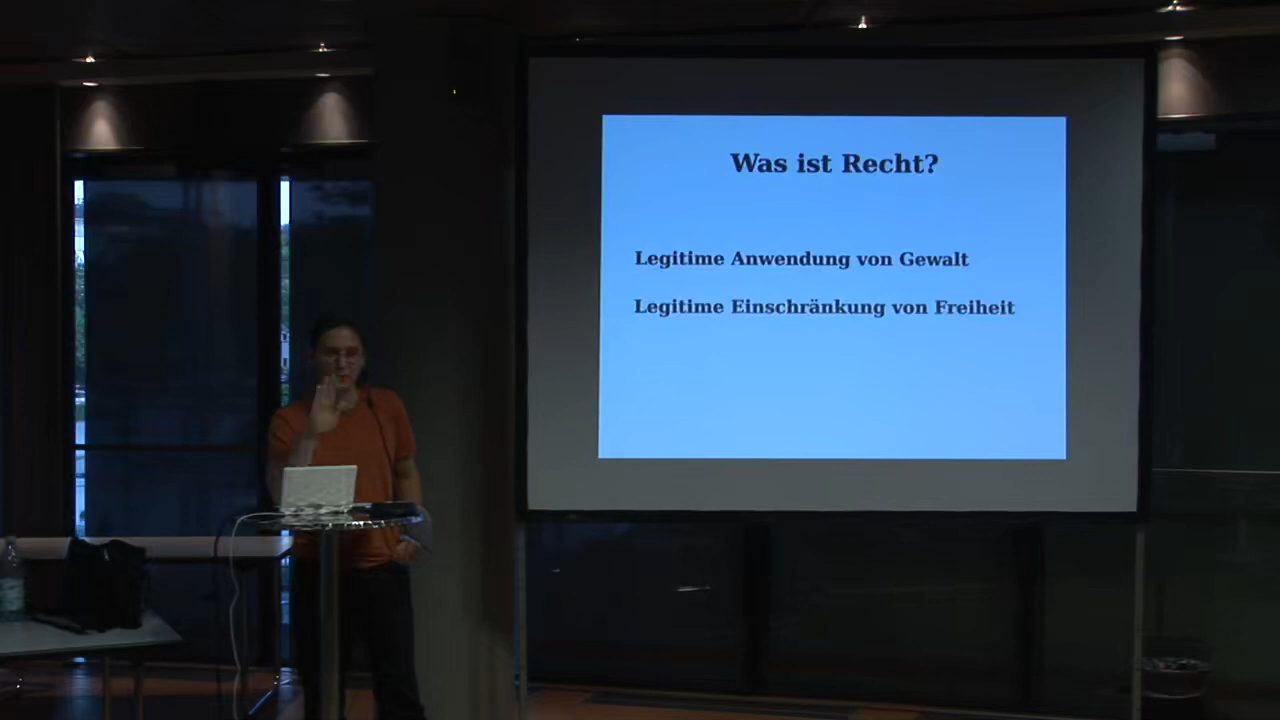 Was ist Recht?
Legitime Anwendung von Gewalt
Legitime Einschränkung von Freiheit